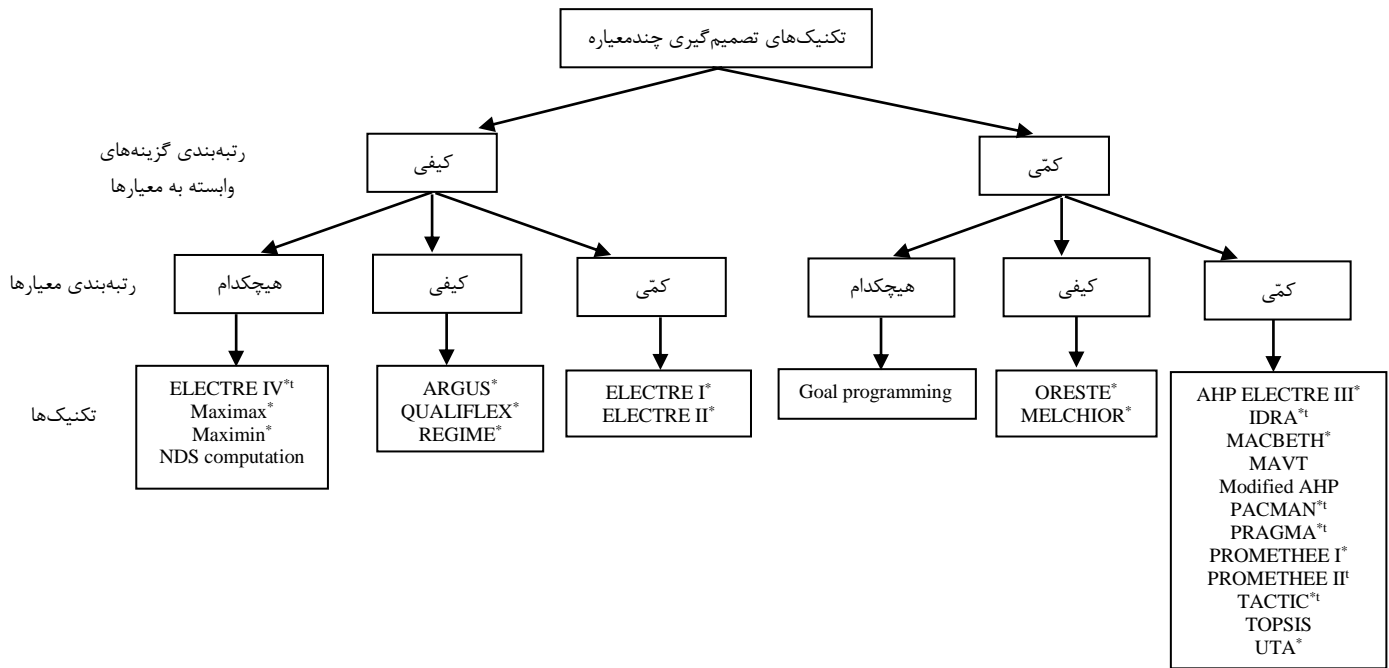 تکنیک‌های تصمیم‌گیری چندمعیاره
رتبه‌بندی گزینه‌های
وابسته به معیارها
کیفی
کمّی
رتبه‌بندی معیارها
هیچکدام
کیفی
کمّی
هیچکدام
کیفی
کمّی
تکنیک‌ها
ELECTRE IV*t
Maximax*
Maximin*
NDS computation
ARGUS*
QUALIFLEX*
REGIME*
ELECTRE I*
ELECTRE II*
Goal programming
ORESTE*
MELCHIOR*
AHP ELECTRE III*
IDRA*t
MACBETH*
MAVT
Modified AHP
PACMAN*t
PRAGMA*t
PROMETHEE I*
PROMETHEE IIt
TACTIC*t
TOPSIS
UTA*